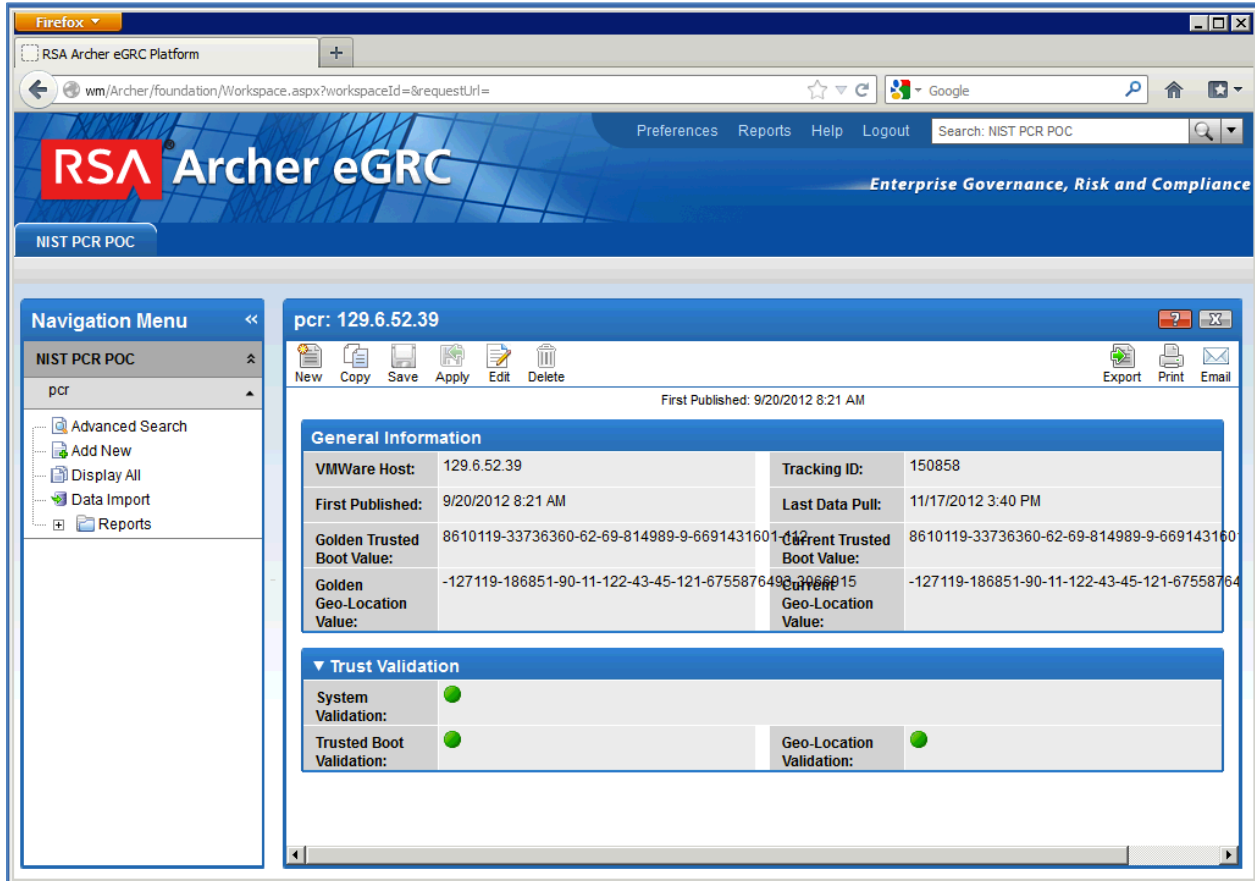 Firefox
RSA Archer eGRC Platform
wm/Archer/foundation/Workspace.aspx?workspaceId=&requestUrl=
Google
Preferences Reports Help Logout
Search: NIST PCR POC
RSA Archer eGRC
Enterprise Governance, Risk and Compliance
NIST PCR POC
Navigation Menu
NIST PCR POC
pcr
Advanced Search
Add New
Display All
Data Import
Reports
pcr: 129.6.52.39
New Copy Save Apply Edit Delete
Export Print Email
First Published: 9/20/2012 8:21 AM
General Information
VMWare Host: 129.6.52.39
Tracking ID: 150858
First Published: 9/20/2012 8:21 AM
Last Data Pull: 11/17/2012 3:40 PM
Golden Trusted
Boot Value:
8610119-33736360-62-69-814989-9-6691431601-112
Current Trusted
Boot Value:
8610119-33736360-62-69-814989-9-669143160
Golden
Geo-Location
Value:
-127119-186851-90-11-122-43-45-121-6755876493-3066915
Current
Geo-Location
Value:
-127119-186851-90-11-122-43-45-121-67558764
Trust Validation
System
Validation:
Trusted Boot
Validation:
Geo-Location
Validation: